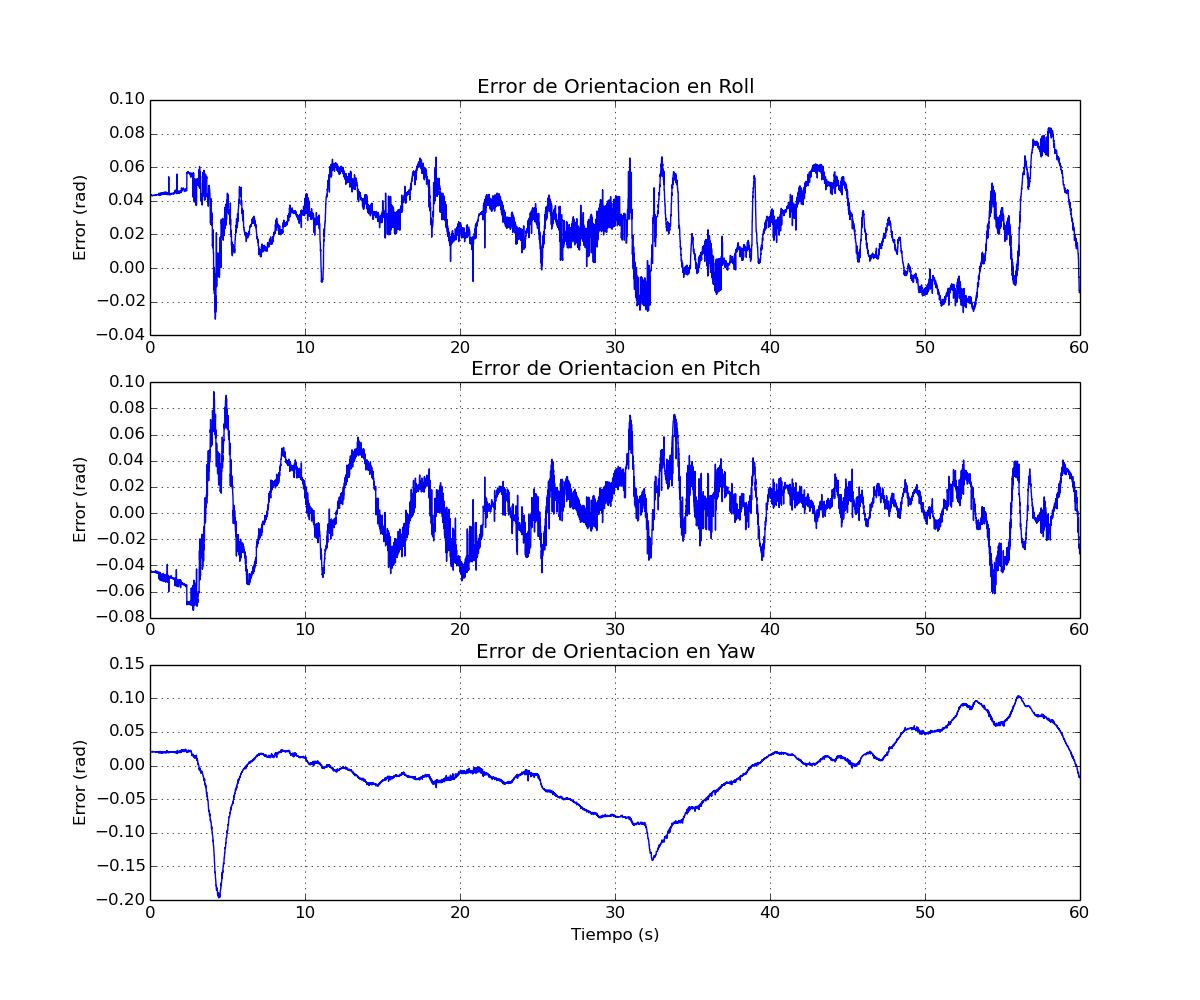 Error de Orientacion en Roll
0.10
0.08
0.06
0.04
0.02
0.00
−0.02
−0.04
Error (rad)
0 10 20 30 40 50 60
Error de Orientacion en Pitch
0.10
0.08
0.06
0.04
0.02
0.00
−0.02
−0.04
−0.06
−0.08
Error (rad)
0 10 20 30 40 50 60
Error de Orientacion en Yaw
0.15
0.10
0.05
0.00
−0.05
−0.10
−0.15
−0.20
Error (rad)
0 10 20 30 40 50 60
Tiempo (s)